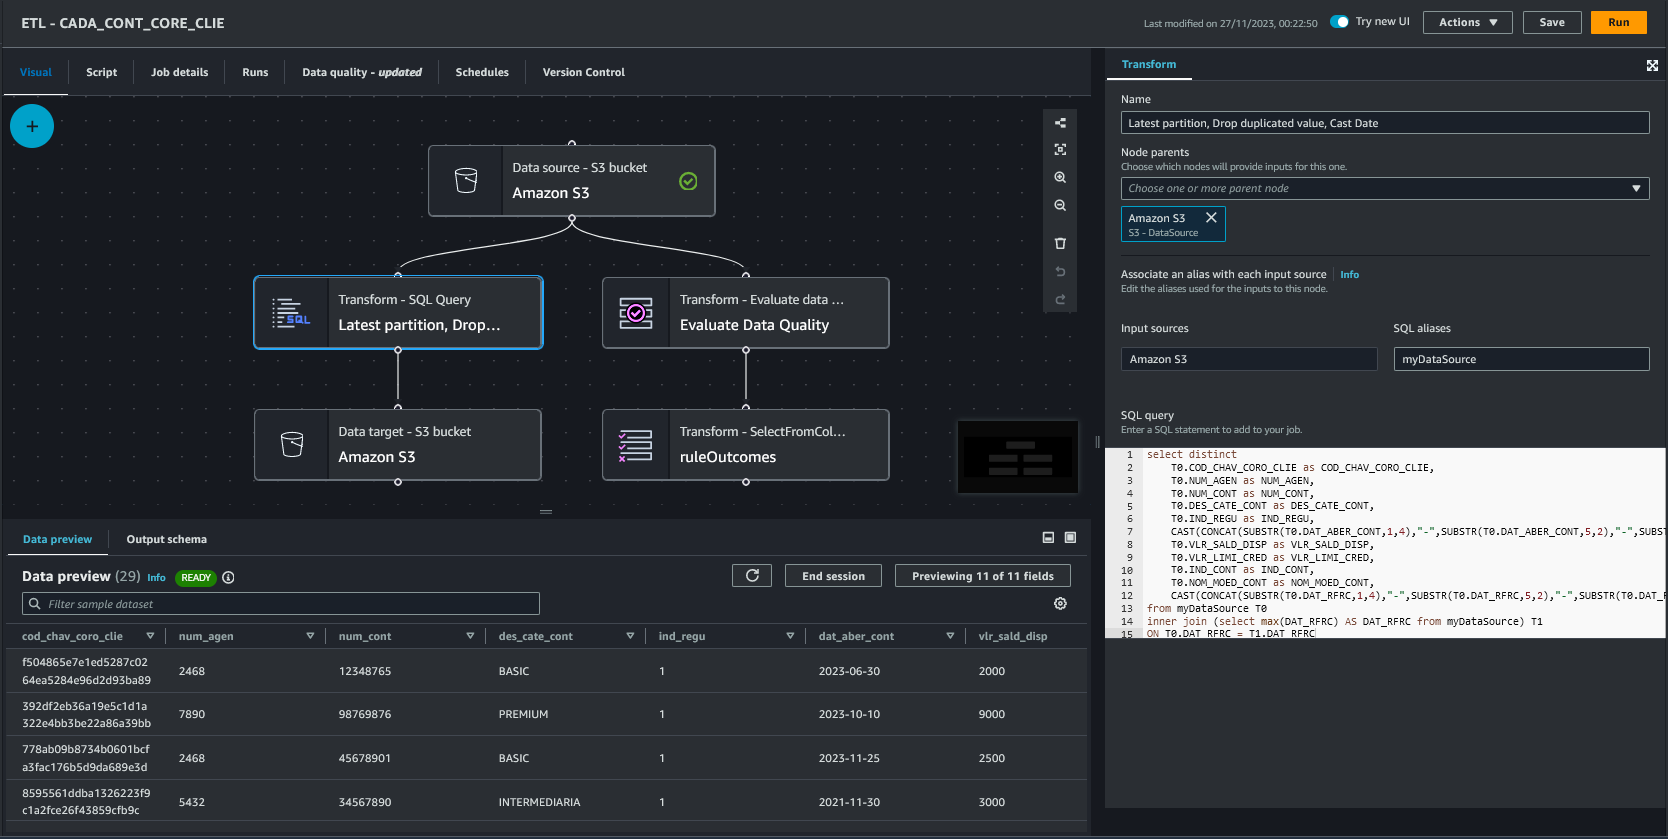 ETL - CADA_CONT_CORE_CLIE
Last modified on 27/11/2023, 00:22:50
Try new UI
Actions
Save
Run
Visual
Script
Job details
Runs
Data quality - updated
Schedules
Version Control
Data source - S3 bucket
Amazon S3
Transform - SQL Query
Latest partition, Drop...
SQL
Transform - Evaluate data ...
Evaluate Data Quality
Data target - S3 bucket
Amazon S3
Transform - SelectFromCol...
ruleOutcomes
Transform
Name
Latest partition, Drop duplicated value, Cast Date
Node parents
Choose which nodes will provide inputs for this one.
Choose one or more parent node
Amazon S3
S3 - DataSource
Associate an alias with each input source
Info
Edit the aliases used for the inputs to this node.
Input sources
SQL aliases
Amazon S3
myDataSource
SQL query
Enter a SQL statement to add to your job.
1 select distinct
2 T0.COD_CHAV_CORO_CLIE as COD_CHAV_CORO_CLIE,
3 T0.NUM_AGEN as NUM_AGEN,
4 T0.NUM_CONT as NUM_CONT,
5 T0.DES_CATE_CONT as DES_CATE_CONT,
6 T0.IND_REGU as IND_REGU,
7 CAST(CONCAT(SUBSTR(T0.DAT_ABER_CONT,1,4),"-",SUBSTR(T0.DAT_ABER_CONT,5,2),"-",SUBST
8 T0.VLR_SALD_DISP as VLR_SALD_DISP,
9 T0.VLR_LIMI_CRED as VLR_LIMI_CRED,
10 T0.IND_CONT as IND_CONT,
11 T0.NOM_MOED_CONT as NOM_MOED_CONT,
12 CAST(CONCAT(SUBSTR(T0.DAT_RFRC,1,4),"-",SUBSTR(T0.DAT_RFRC,5,2),"-",SUBSTR(T0.DAT_R
13 from myDataSource T0
14 inner join (select max(DAT_RFRC) AS DAT_RFRC from myDataSource) T1
15 ON T0.DAT_RFRC = T1.DAT_RFRC
Data preview
Output schema
Data preview (29) Info READY
End session
Previewing 11 of 11 fields
Filter sample dataset
cod_chav_coro_clie num_agen num_cont des_cate_cont ind_regu dat_aber_cont vlr_sald_disp
f504865e7e1ed5287c02
64ea5284e96d2d93ba89 2468 12348765 BASIC 1 2023-06-30 2000
392df2eb36a19e5c1d1a
322e4bb3be22a86a39bb 7890 98769876 PREMIUM 1 2023-10-10 9000
778ab09b8734b0601bcf
a3fac176b5d9da689e3d 2468 45678901 BASIC 1 2023-11-25 2500
8595561ddba1326223f9
c1a2fce26f43859cfb9c 5432 34567890 INTERMEDIARIA 1 2021-11-30 3000